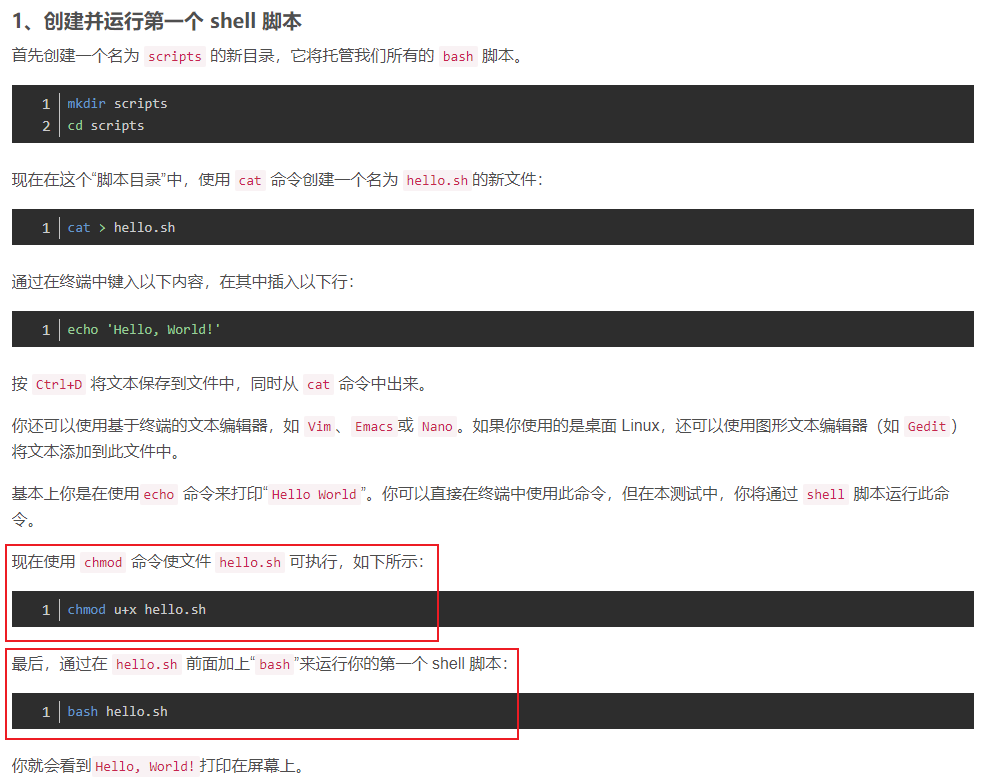 1、创建并运行第一个 shell 脚本
首先创建一个名为 scripts 的新目录，它将托管我们所有的 bash 脚本。
1 mkdir scripts
2 cd scripts
现在在这个“脚本目录”中，使用 cat 命令创建一个名为 hello.sh 的新文件：
1 cat > hello.sh
通过在终端中键入以下内容，在其中插入以下行：
1 echo 'Hello, World!'
按 Ctrl+D 将文本保存到文件中，同时从 cat 命令中出来。
你还可以使用基于终端的文本编辑器，如 Vim 、 Emacs 或 Nano 。如果你使用的是桌面 Linux，还可以使用图形文本编辑器（如 Gedit ）
将文本添加到此文件中。
基本上你是在使用 echo 命令来打印“ Hello World ”。你可以直接在终端中使用此命令，但在本测试中，你将通过 shell 脚本运行此命
令。
现在使用 chmod 命令使文件 hello.sh 可执行，如下所示：
1 chmod u+x hello.sh
最后，通过在 hello.sh 前面加上“ bash ”来运行你的第一个 shell 脚本：
1 bash hello.sh
你就会看到 Hello, World! 打印在屏幕上。